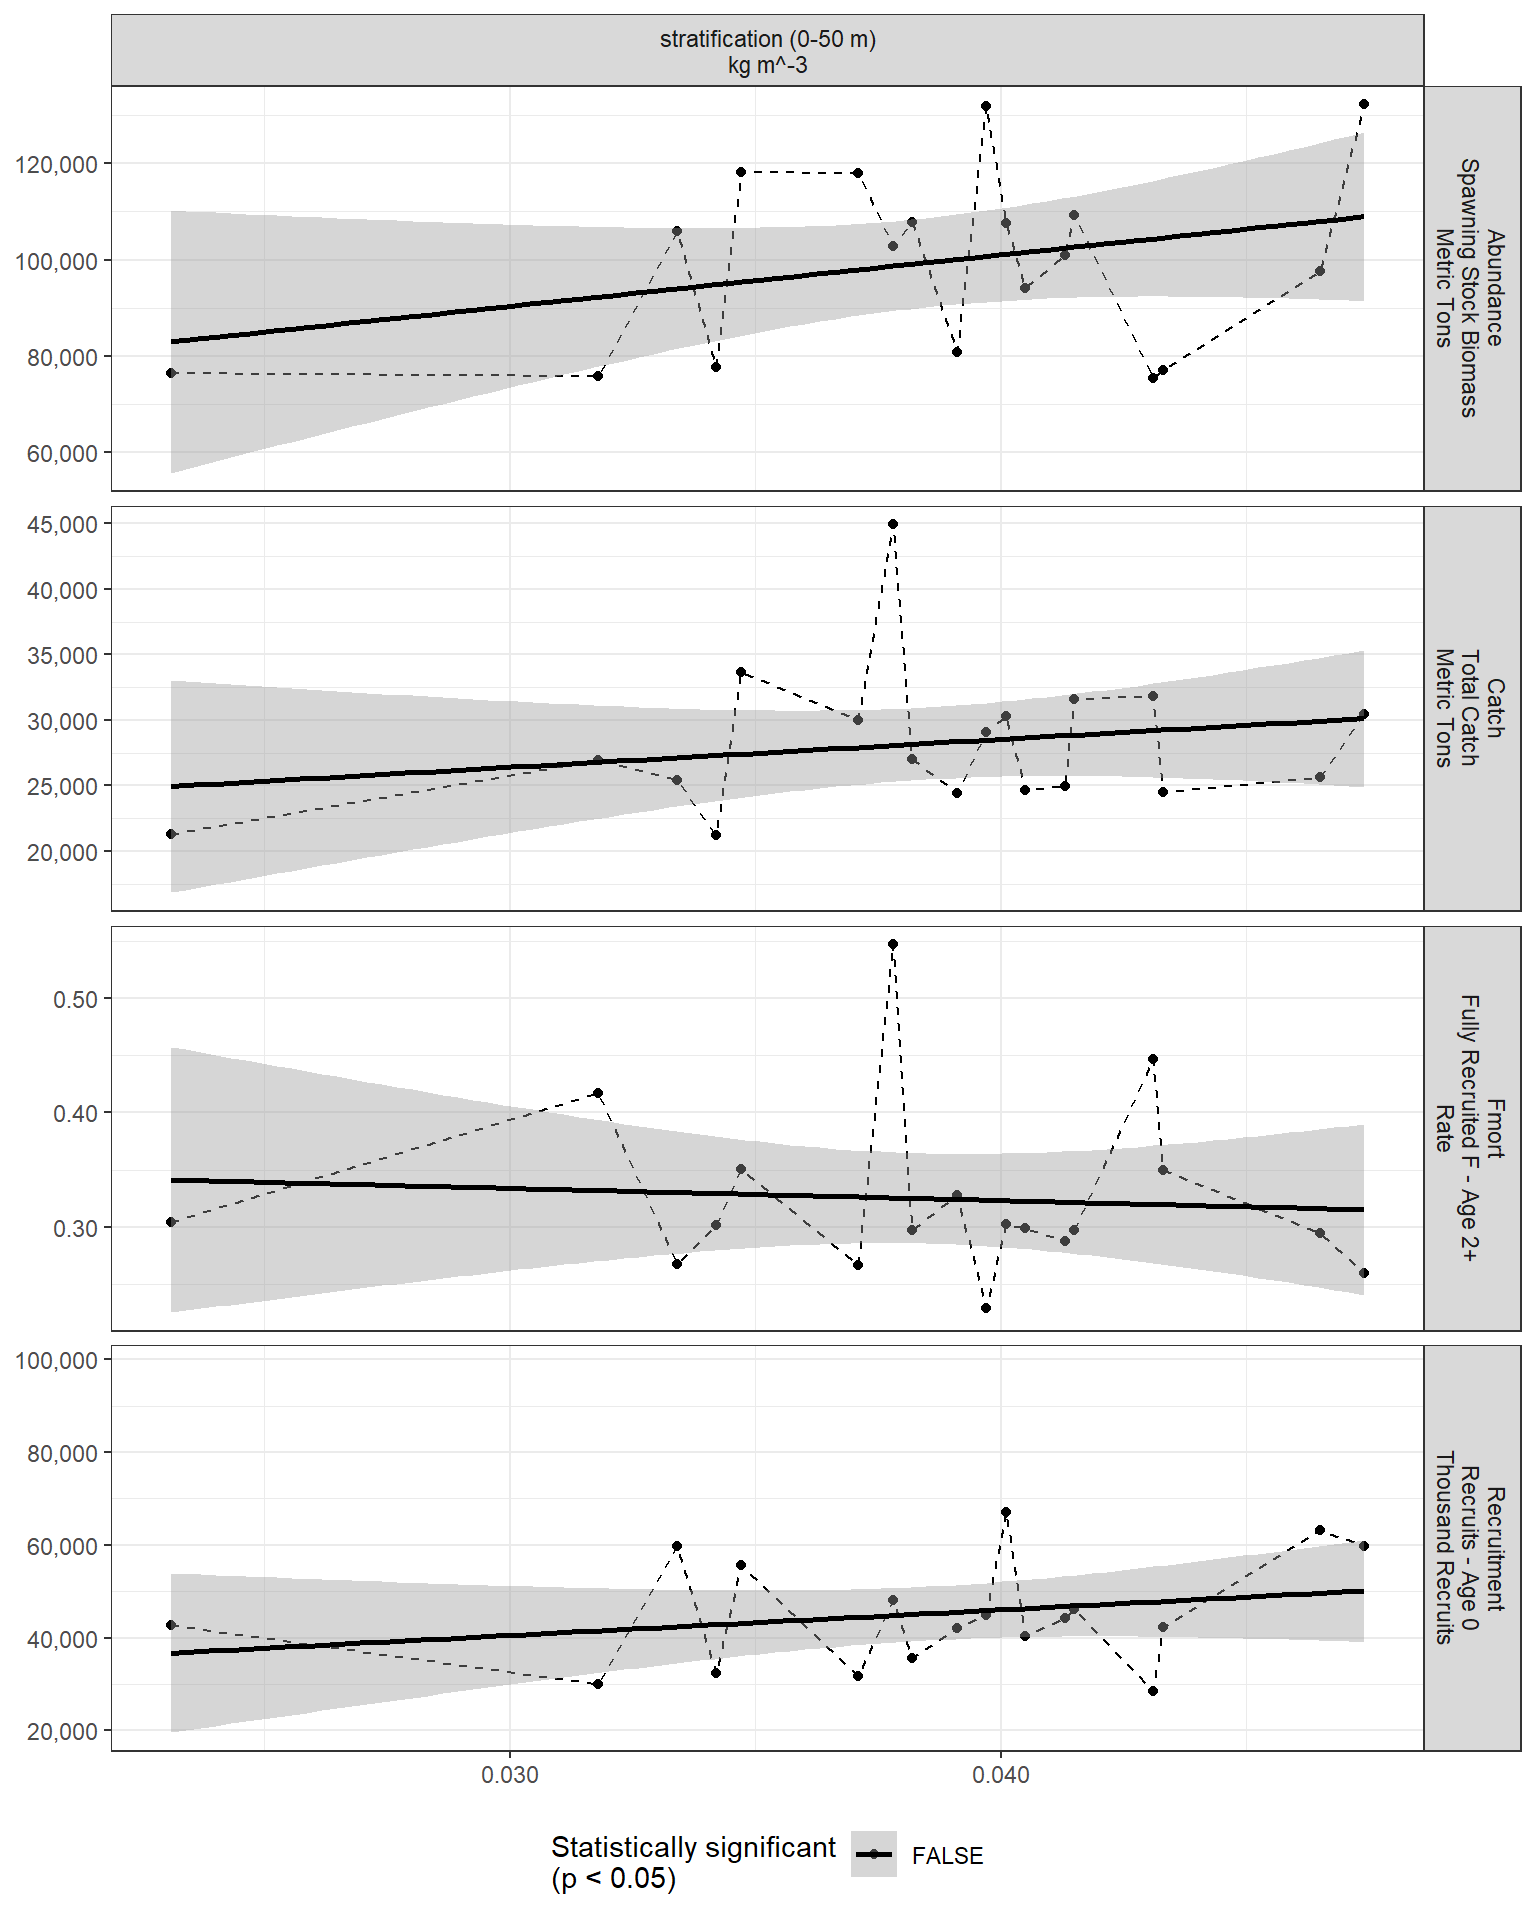 stratification (0-50 m)
kg m^-3
120,000
100,000
80,000
60,000
Abundance
Spawning Stock Biomass
Metric Tons
45,000
40,000
35,000
30,000
25,000
20,000
Catch
Total Catch
Metric Tons
0.50
0.40
0.30
Fmort
Fully Recruited F - Age 2+
Rate
100,000
80,000
60,000
40,000
20,000
Recruitment
Recruits - Age 0
Thousand Recruits
0.030
0.040
Statistically significant
(p < 0.05)
FALSE